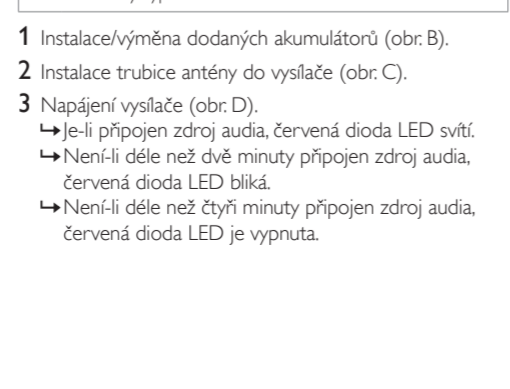 1 Instalace/výměna dodaných akumulátorů (obr. B).
2 Instalace trubice antény do vysílače (obr. C).
3 Napájení vysílače (obr. D).
↳Je-li připojen zdroj audia, červená dioda LED svítí.
↳Není-li déle než dvě minuty připojen zdroj audia,
červená dioda LED bliká.
↳Není-li déle než čtyři minuty připojen zdroj audia,
červená dioda LED je vypnuta.